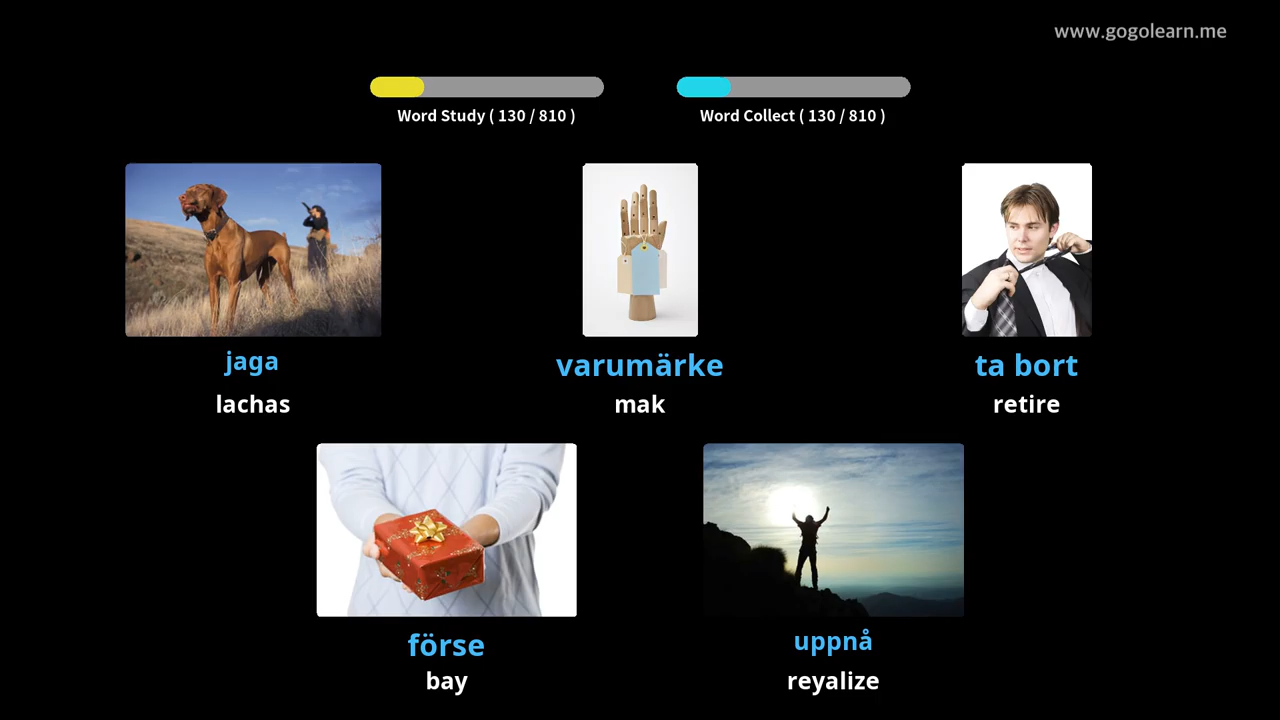 www.gogolearn.me
Word Study ( 130 / 810 )
Word Collect ( 130 / 810 )
jaga
lachas
varumärke
mak
ta bort
retire
förse
bay
uppnå
reyalize